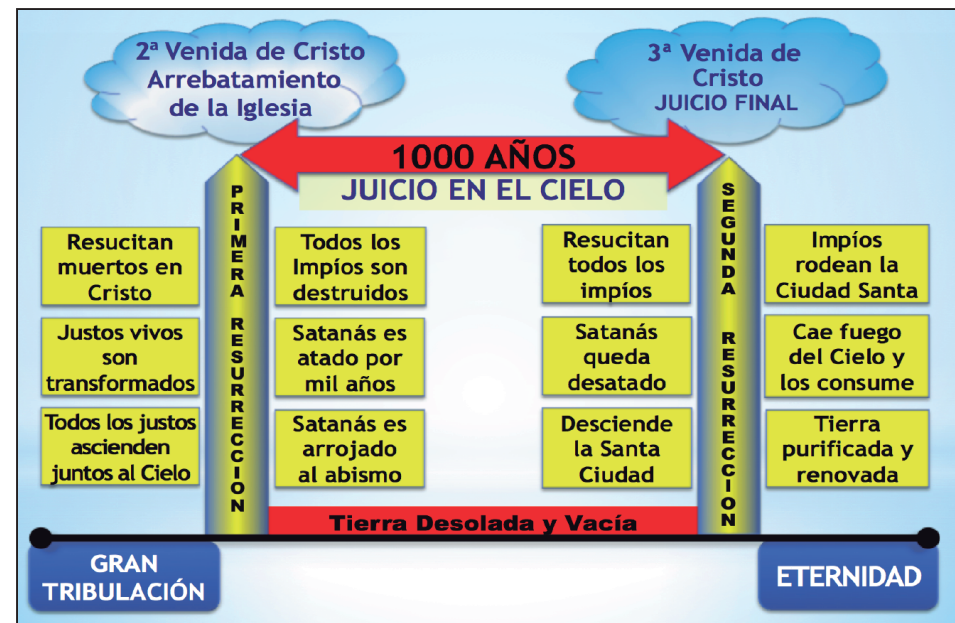 2ª Venida de Cristo
Arrebatamiento
de la Iglesia
3ª Venida de
Cristo
JUICIO FINAL
1000 AÑOS
JUICIO EN EL CIELO
PRIMERA RESURRECCION
SEGUNDA RESURRECCION
Resucitan
muertos en
Cristo
Justos vivos
son
transformados
Todos los justos
ascienden
juntos al Cielo
Todos los
Impíos son
destruidos
Satanás es
atado por
mil años
Satanás es
arrojado
al abismo
Resucitan
todos los
impíos
Satanás
queda
desatado
Desciende
la Santa
Ciudad
Impíos
rodean la
Ciudad Santa
Cae fuego
del Cielo y
los consume
Tierra
purificada y
renovada
Tierra Desolada y Vacía
GRAN
TRIBULACIÓN
ETERNIDAD